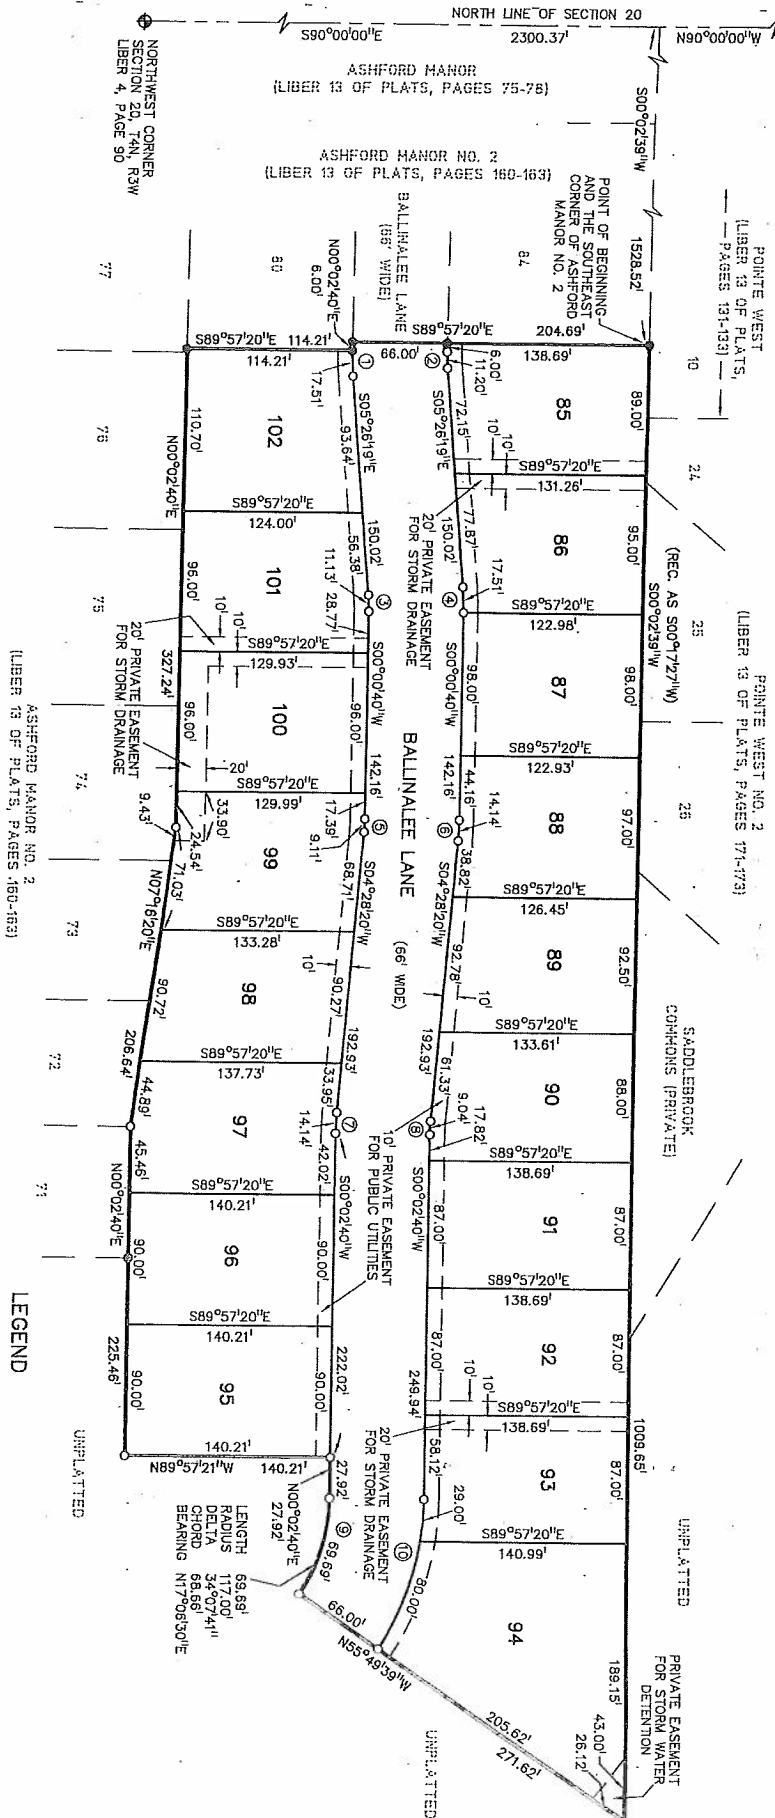 NORTH LINE OF SECTION 20
S90°00'00"E
2300.37'
N90°00'00"W
NORTHWEST CORNER
SECTION 20, T4N, R3W
LIBER 4, PAGE 90
ASHFORD MANOR
(LIBER 13 OF PLATS, PAGES 75-78)
S00°02'39"W
1528.52'
ASHFORD MANOR NO. 2
(LIBER 13 OF PLATS, PAGES 160-163)
POINT OF BEGINNING
AND THE SOUTHEAST
CORNER OF ASHFORD
MANOR NO. 2
POINTE WEST
(LIBER 13 OF PLATS,
PAGES 131-133)
BALLINALEE LANE
(66' WIDE)
77
80
84
10
N00°02'40"E
6.00'
S89°57'20"E
114.21'
114.21'
66.00'
S89°57'20"E
204.69'
138.69'
6.00'
11.20'
17.51'
1
2
102
85
89.00'
110.70'
N00°02'40"E
S05°26'19"E
93.64'
150.02'
S05°26'19"E
72.15'
10'
10'
S89°57'20"E
124.00'
S89°57'20"E
131.26'
76
24
20' PRIVATE EASEMENT
FOR STORM DRAINAGE
101
86
96.00'
56.38'
11.13'
28.77'
3
4
150.02'
77.87'
17.51'
95.00'
(REC. AS S00°17'27"W)
S00°02'39"W
75
25
POINTE WEST NO. 2
(LIBER 13 OF PLATS, PAGES 171-173)
10'
10'
S89°57'20"E
129.93'
S89°57'20"E
122.98'
20' PRIVATE EASEMENT
FOR STORM DRAINAGE
327.24'
100
87
96.00'
96.00'
S00°00'40"W
142.16'
BALLINALEE LANE
(66' WIDE)
S00°00'40"W
98.00'
142.16'
98.00'
20'
33.90'
S89°57'20"E
129.99'
S89°57'20"E
122.93'
74
26
ASHFORD MANOR NO. 2
(LIBER 13 OF PLATS, PAGES 160-163)
9.43'
24.54'
71.03'
99
17.39'
9.11'
5
6
68.71'
44.16'
14.14'
38.82'
88
97.00'
73
N07°16'20"E
S89°57'20"E
133.28'
S04°28'20"W
S04°28'20"W
S89°57'20"E
126.45'
98
89
90.72'
90.27'
10'
192.93'
92.78'
10'
192.93'
92.50'
SADDLEBROOK
COMMONS (PRIVATE)
72
206.64'
S89°57'20"E
137.73'
S89°57'20"E
133.61'
97
90
44.89'
45.46'
33.95'
14.14'
42.02'
7
8
61.33'
9.04'
17.82'
88.00'
N00°02'40"E
71
S89°57'20"E
140.21'
S89°57'20"E
138.69'
10' PRIVATE EASEMENT
FOR PUBLIC UTILITIES
96
91
90.00'
90.00'
S00°02'40"W
S00°02'40"W
87.00'
87.00'
S89°57'20"E
140.21'
S89°57'20"E
138.69'
LEGEND
225.46'
95
92
90.00'
90.00'
222.02'
87.00'
249.94'
87.00'
10'
10'
S89°57'20"E
138.69'
1009.65'
UNPLATTED
140.21'
N89°57'21"W
140.21'
20' PRIVATE EASEMENT
FOR STORM DRAINAGE
93
58.12'
29.00'
87.00'
UNPLATTED
27.92'
N00°02'40"E
27.92'
9
10
69.69'
S89°57'20"E
140.99'
LENGTH 69.69'
RADIUS 117.00'
DELTA 34°07'41"
CHORD 68.66'
BEARING N17°06'30"E
80.00'
94
189.15'
66.00'
N55°49'39"W
205.62'
271.62'
PRIVATE EASEMENT
FOR STORM WATER
DETENTION
43.00'
26.12'
UNPLATTED